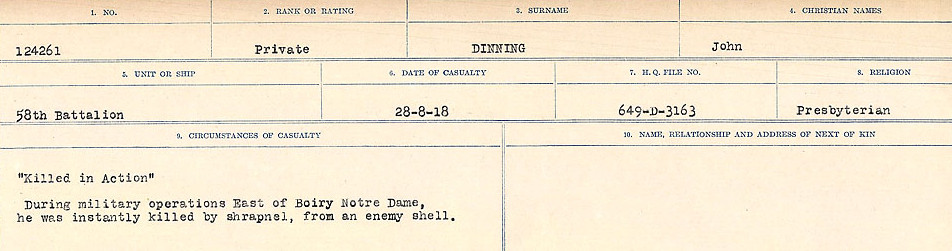 1. NO.
2. RANK OR RATING
3. SURNAME
4. CHRISTIAN NAMES
124261
Private
DINNING
John
5. UNIT OR SHIP
6. DATE OF CASUALTY
7. H. Q. FILE NO.
8. RELIGION
58th Battalion
28-8-18
649-D-3163
Presbyterian
9. CIRCUMSTANCES OF CASUALTY
10. NAME, RELATIONSHIP AND ADDRESS OF NEXT OF KIN
"Killed in Action"
During military operations East of Boiry Notre Dame,
he was instantly killed by shrapnel, from an enemy shell.